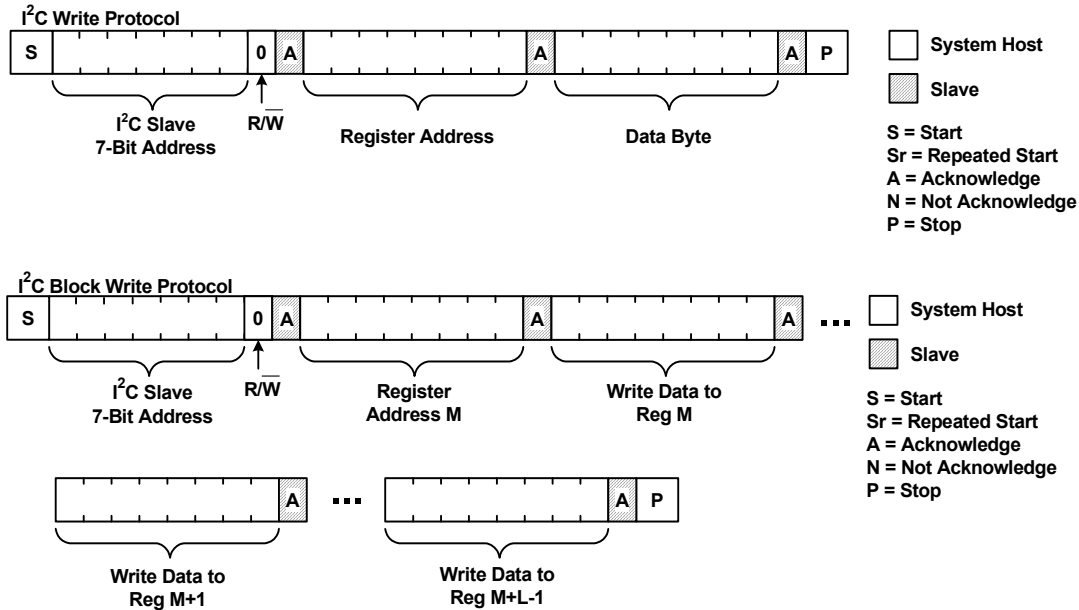 I²C Write Protocol
S 0 A A A P
I²C Slave
7-Bit Address
R/W̅
Register Address
Data Byte
System Host
Slave
S = Start
Sr = Repeated Start
A = Acknowledge
N = Not Acknowledge
P = Stop
I²C Block Write Protocol
S 0 A A A ...
I²C Slave
7-Bit Address
R/W̅
Register
Address M
Write Data to
Reg M
System Host
Slave
S = Start
Sr = Repeated Start
A = Acknowledge
N = Not Acknowledge
P = Stop
A ... A P
Write Data to
Reg M+1
Write Data to
Reg M+L-1